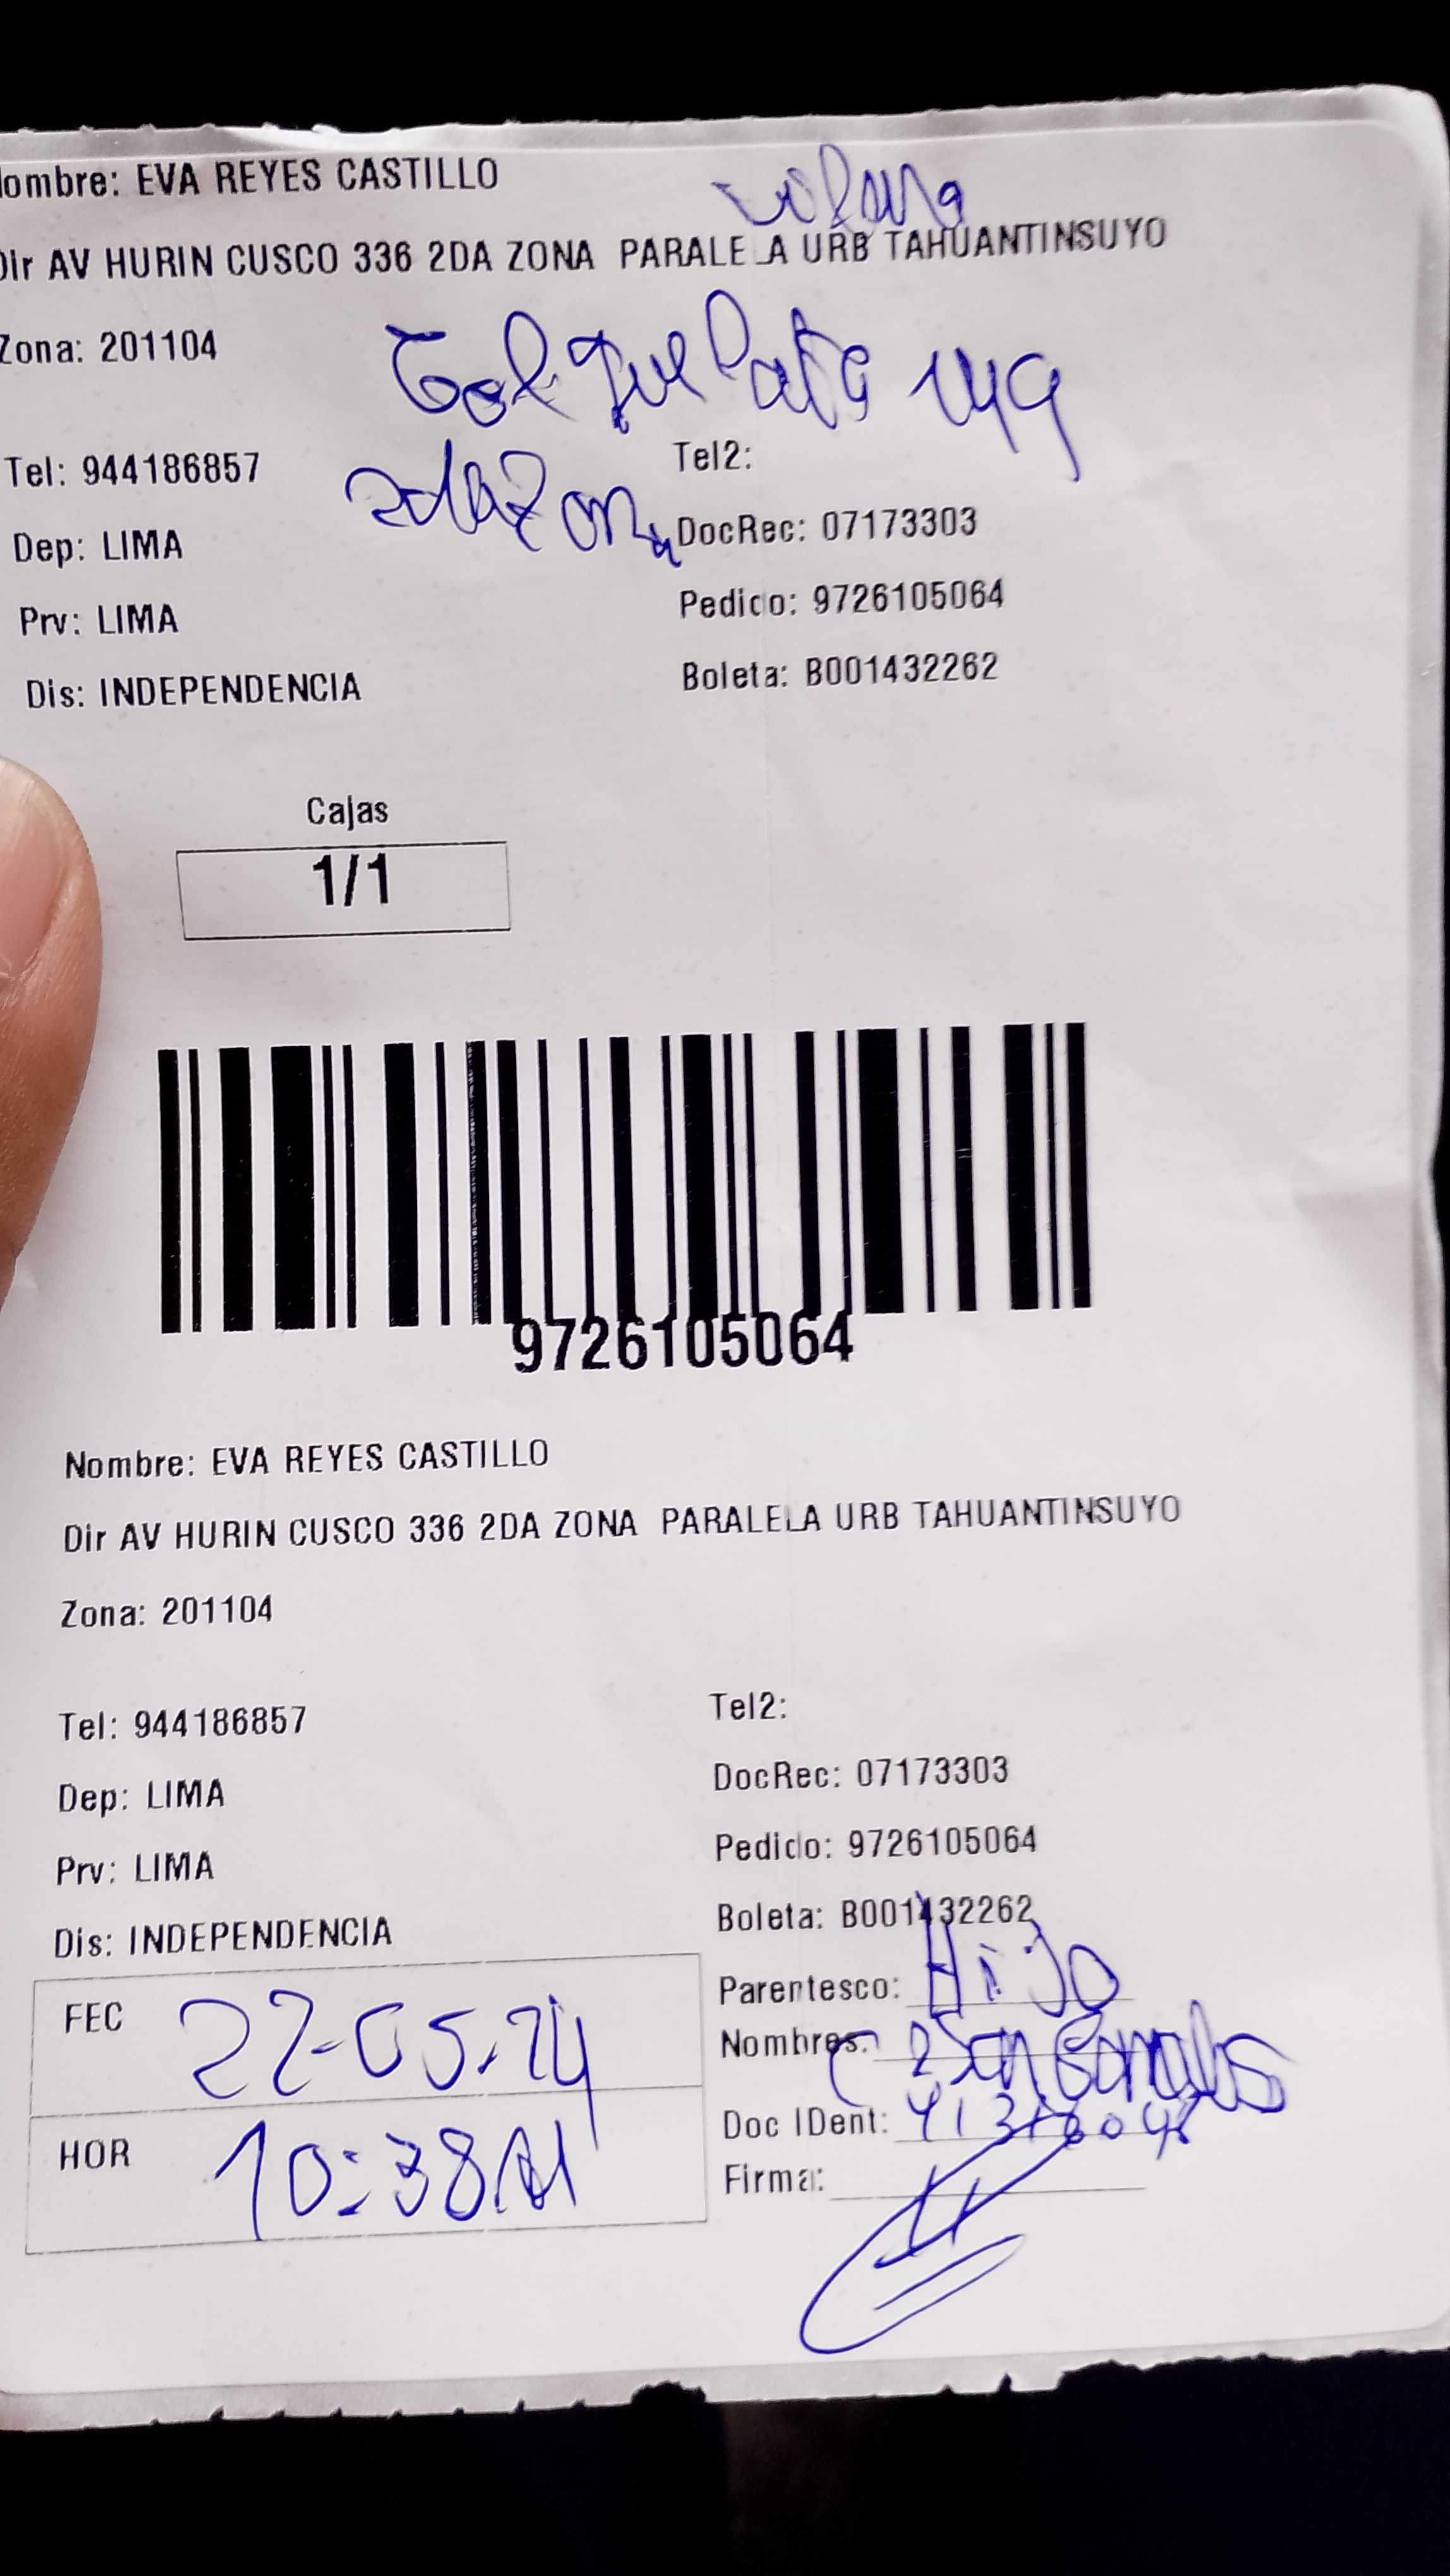 ombre: EVA REYES CASTILLO
Dir AV HURIN CUSCO 336 2DA ZONA PARALELA URB TAHUANTINSUYO
Zona: 201104
Tel: 944186857
Tel2:
Dep: LIMA
DocRec: 07173303
Prv: LIMA
Pedido: 9726105064
Dis: INDEPENDENCIA
Boleta: B001432262
Cajas
1/1
9726105064
Nombre: EVA REYES CASTILLO
Dir AV HURIN CUSCO 336 2DA ZONA PARALELA URB TAHUANTINSUYO
Zona: 201104
Tel: 944186857
Tel2:
Dep: LIMA
DocRec: 07173303
Prv: LIMA
Pedido: 9726105064
Dis: INDEPENDENCIA
Boleta: B001432262
FEC 22-05-24
Parentesco: Hijo
Nombres:
Doc IDent:
HOR 10:38
Firma: